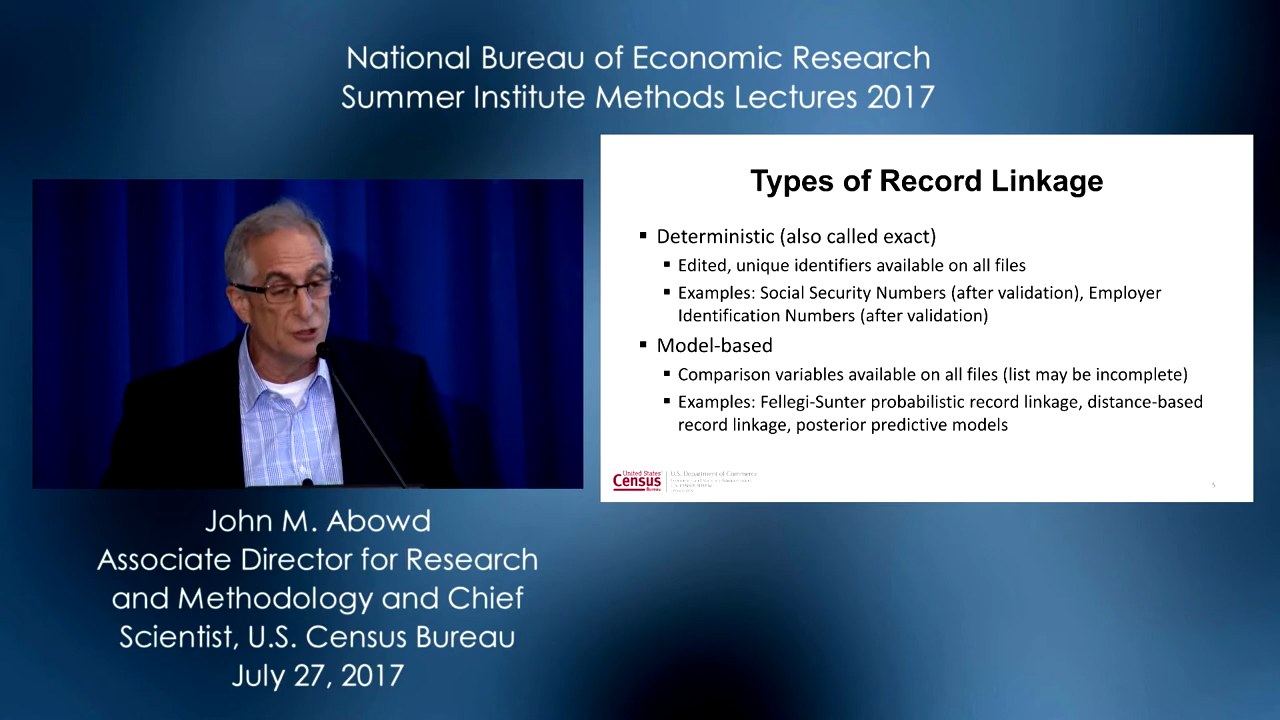 National Bureau of Economic Research
Summer Institute Methods Lectures 2017
Types of Record Linkage
Deterministic (also called exact)
Edited, unique identifiers available on all files
Examples: Social Security Numbers (after validation), Employer
Identification Numbers (after validation)
Model-based
Comparison variables available on all files (list may be incomplete)
Examples: Fellegi-Sunter probabilistic record linkage, distance-based
record linkage, posterior predictive models
United States
Census
Bureau
U.S. Department of Commerce
5
John M. Abowd
Associate Director for Research
and Methodology and Chief
Scientist, U.S. Census Bureau
July 27, 2017